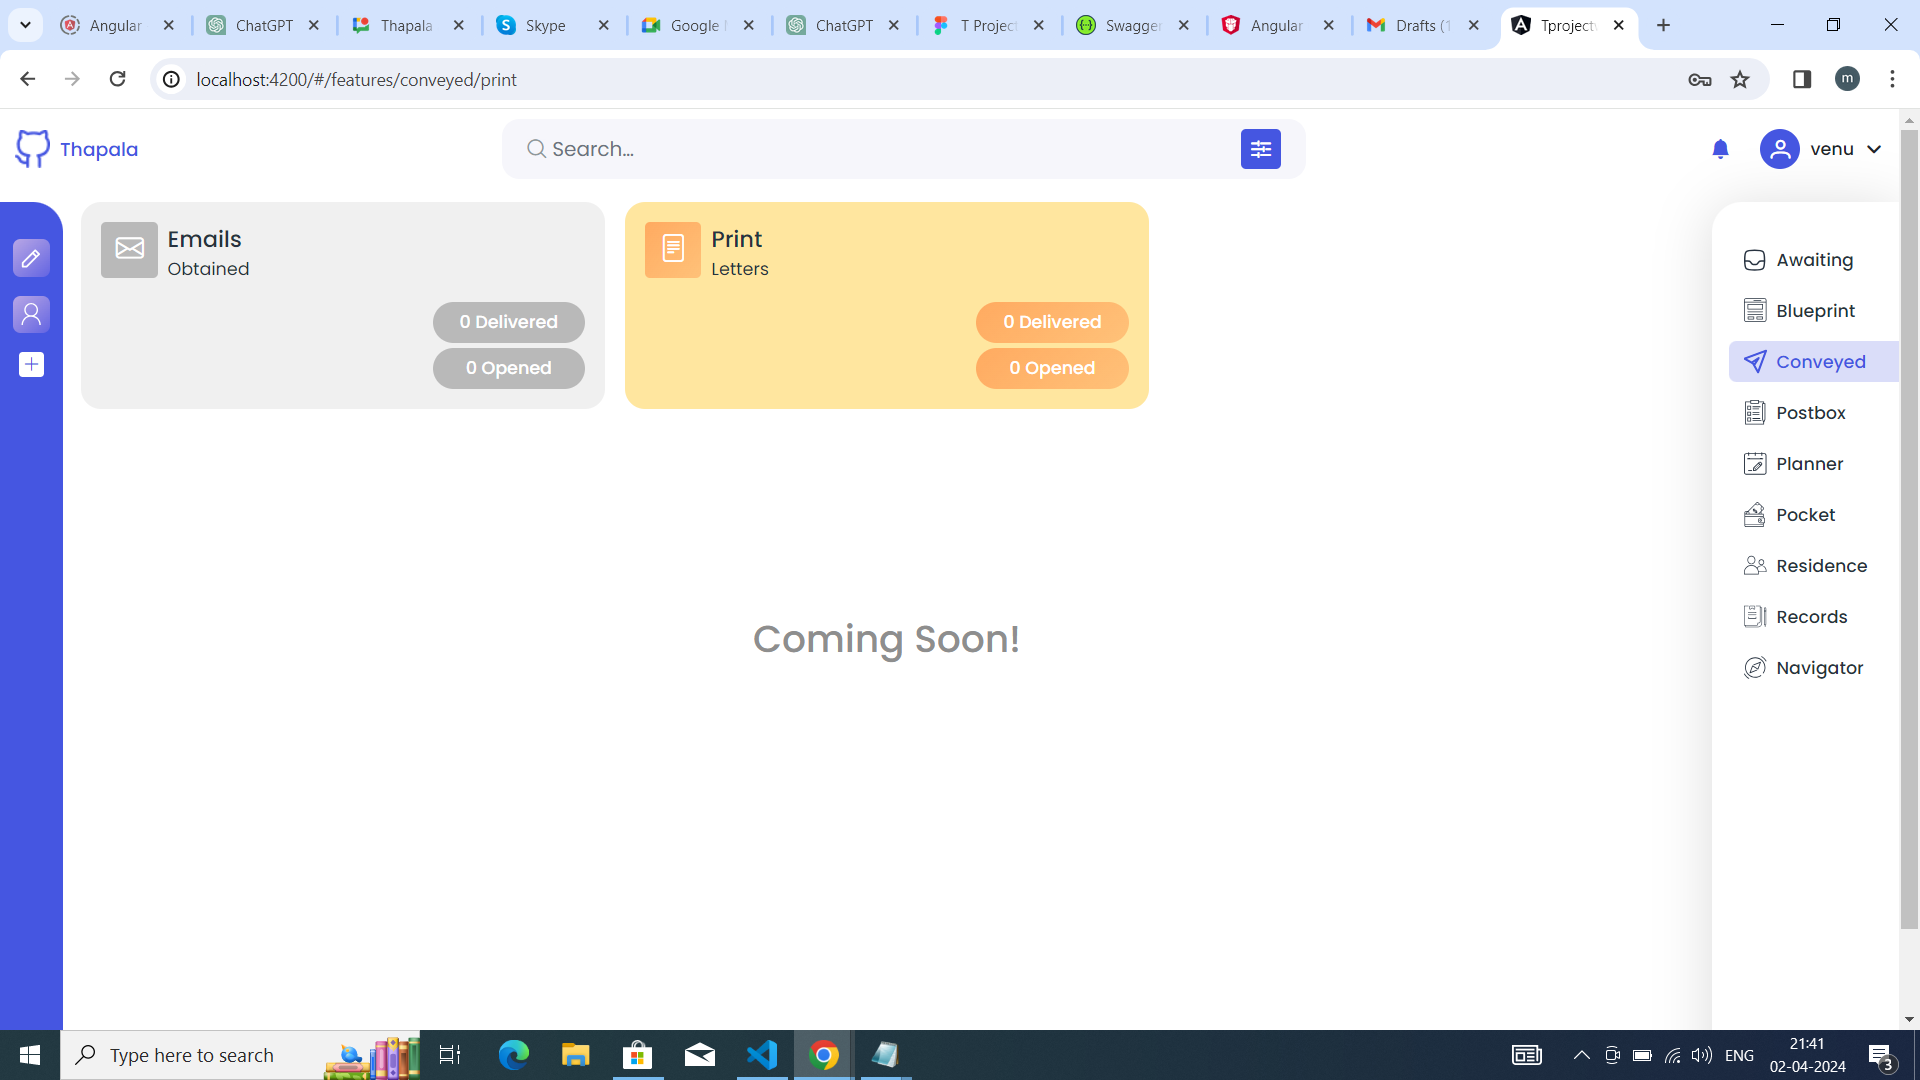 Angular
ChatGPT
Thapala
Skype
Google
ChatGPT
T Project
Swagger
Angular
Drafts (1
Tproject
localhost:4200/#/features/conveyed/print
m
Thapala
Search...
venu
Emails
Obtained
0 Delivered
0 Opened
Print
Letters
0 Delivered
0 Opened
Coming Soon!
Awaiting
Blueprint
Conveyed
Postbox
Planner
Pocket
Residence
Records
Navigator
Type here to search
ENG
21:41
02-04-2024
3